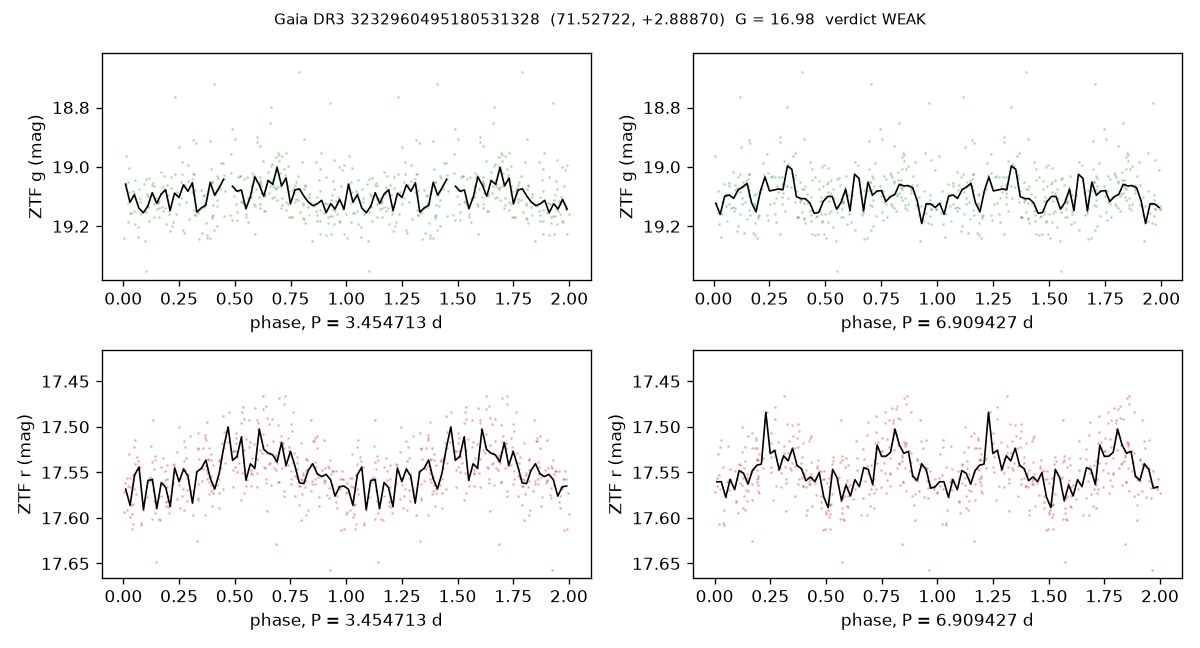 Gaia DR3 3232960495180531328 (71.52722, +2.88870) G = 16.98 verdict WEAK
ZTF g (mag)
18.8
19.0
19.2
0.00 0.25 0.50 0.75 1.00 1.25 1.50 1.75 2.00
phase, P = 3.454713 d
ZTF g (mag)
18.8
19.0
19.2
0.00 0.25 0.50 0.75 1.00 1.25 1.50 1.75 2.00
phase, P = 6.909427 d
ZTF r (mag)
17.45
17.50
17.55
17.60
17.65
0.00 0.25 0.50 0.75 1.00 1.25 1.50 1.75 2.00
phase, P = 3.454713 d
ZTF r (mag)
17.45
17.50
17.55
17.60
17.65
0.00 0.25 0.50 0.75 1.00 1.25 1.50 1.75 2.00
phase, P = 6.909427 d